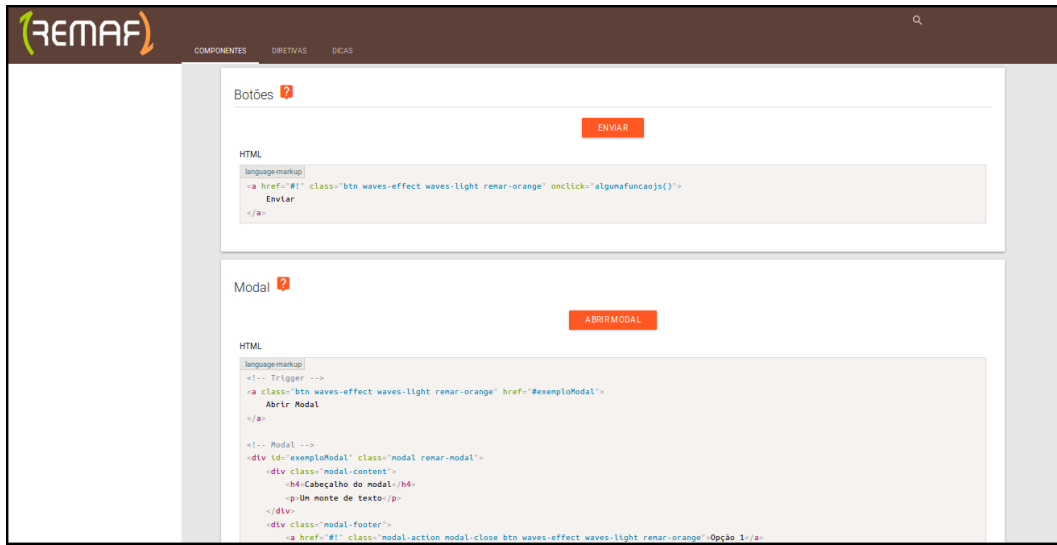 REMAF
COMPONENTES DIRETIVAS DICAS
Botões ?
ENVIAR
HTML
language-markup
<a href="#!" class="btn waves-effect waves-light remar-orange" onclick="algumafuncaojs()">
Enviar
</a>
Modal ?
ABRIR MODAL
HTML
language-markup
<!-- Trigger -->
<a class="btn waves-effect waves-light remar-orange" href="#exemploModal">
Abrir Modal
</a>
<!-- Modal -->
<div id="exemploModal" class="modal remar-modal">
<div class="modal-content">
<h4>Cabeçalho do modal</h4>
<p>Um monte de texto</p>
</div>
<div class="modal-footer">
<a href="#!" class="modal-action modal-close btn waves-effect waves-light remar-orange">Opção 1</a>